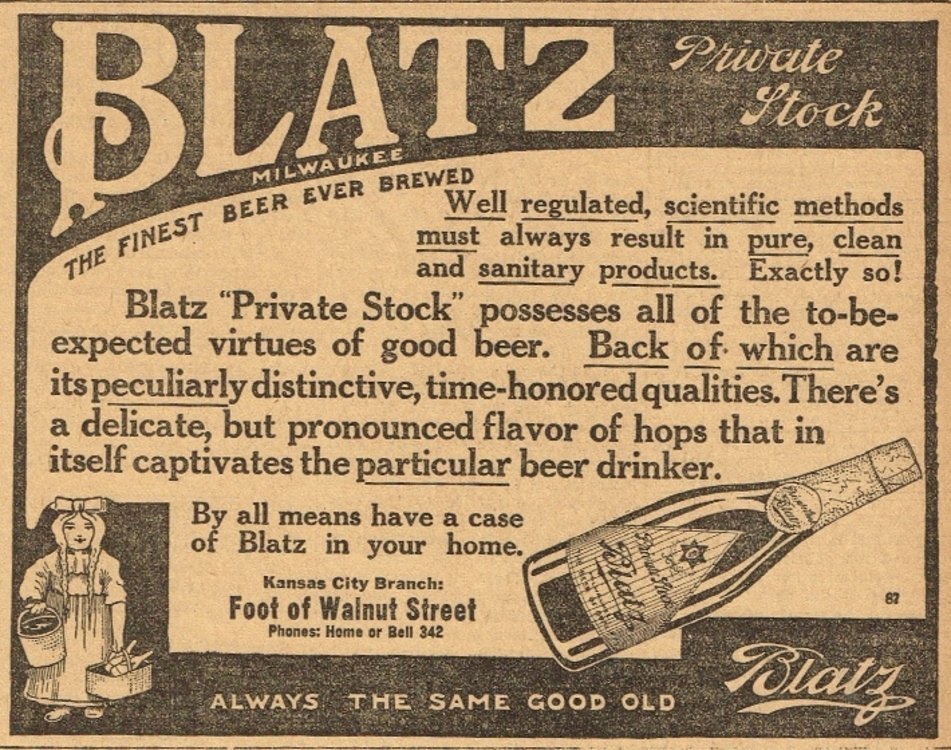 BLATZ
MILWAUKEE
Private
Stock
THE FINEST BEER EVER BREWED
Well regulated, scientific methods
must always result in pure, clean
and sanitary products. Exactly so!
Blatz "Private Stock" possesses all of the to-be-
expected virtues of good beer. Back of which are
its peculiarly distinctive, time-honored qualities. There's
a delicate, but pronounced flavor of hops that in
itself captivates the particular beer drinker.
By all means have a case
of Blatz in your home.
Kansas City Branch:
Foot of Walnut Street
Phones: Home or Bell 342
Private Stock
Blatz
82
ALWAYS THE SAME GOOD OLD
Blatz